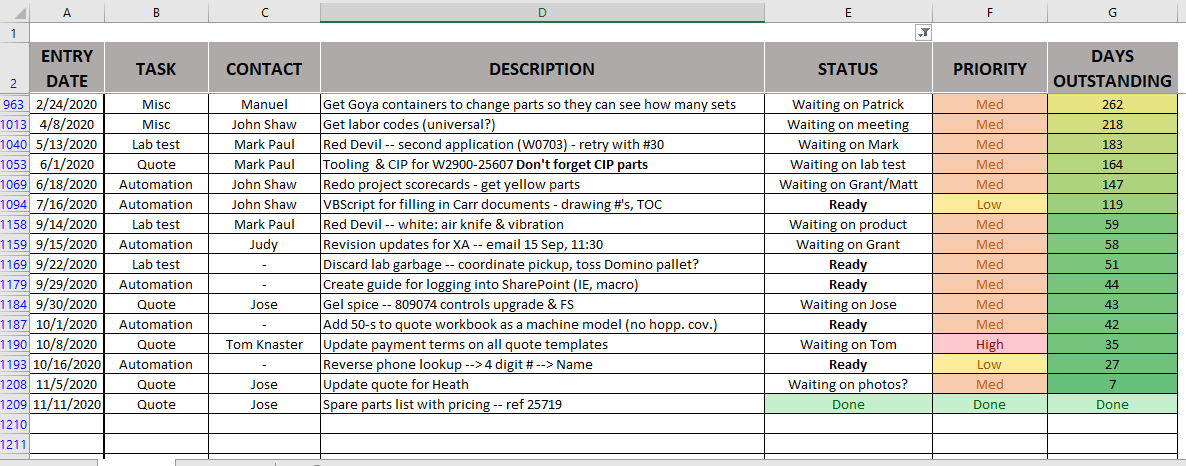 A B C D E F G
1
2 ENTRY DATE TASK CONTACT DESCRIPTION STATUS PRIORITY DAYS OUTSTANDING
963 2/24/2020 Misc Manuel Get Goya containers to change parts so they can see how many sets Waiting on Patrick Med 262
1013 4/8/2020 Misc John Shaw Get labor codes (universal?) Waiting on meeting Med 218
1040 5/13/2020 Lab test Mark Paul Red Devil -- second application (W0703) - retry with #30 Waiting on Mark Med 183
1053 6/1/2020 Quote Mark Paul Tooling & CIP for W2900-25607 Don't forget CIP parts Waiting on lab test Med 164
1069 6/18/2020 Automation John Shaw Redo project scorecards - get yellow parts Waiting on Grant/Matt Med 147
1094 7/16/2020 Automation John Shaw VBScript for filling in Carr documents - drawing #'s, TOC Ready Low 119
1158 9/14/2020 Lab test Mark Paul Red Devil -- white: air knife & vibration Waiting on product Med 59
1159 9/15/2020 Automation Judy Revision updates for XA -- email 15 Sep, 11:30 Waiting on Grant Med 58
1169 9/22/2020 Lab test - Discard lab garbage -- coordinate pickup, toss Domino pallet? Ready Med 51
1179 9/29/2020 Automation - Create guide for logging into SharePoint (IE, macro) Ready Med 44
1184 9/30/2020 Quote Jose Gel spice -- 809074 controls upgrade & FS Waiting on Jose Med 43
1187 10/1/2020 Automation - Add 50-s to quote workbook as a machine model (no hopp. cov.) Ready Med 42
1190 10/8/2020 Quote Tom Knaster Update payment terms on all quote templates Waiting on Tom High 35
1193 10/16/2020 Automation - Reverse phone lookup --> 4 digit # --> Name Ready Low 27
1208 11/5/2020 Quote Jose Update quote for Heath Waiting on photos? Med 7
1209 11/11/2020 Quote Jose Spare parts list with pricing -- ref 25719 Done Done Done
1210
1211